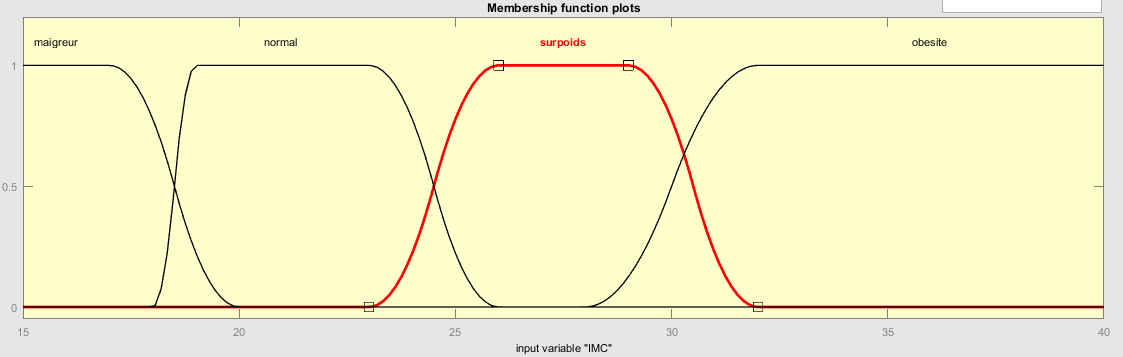 Membership function plots
maigreur normal surpoids obesite
1
0.5
0
15 20 25 30 35 40
input variable "IMC"